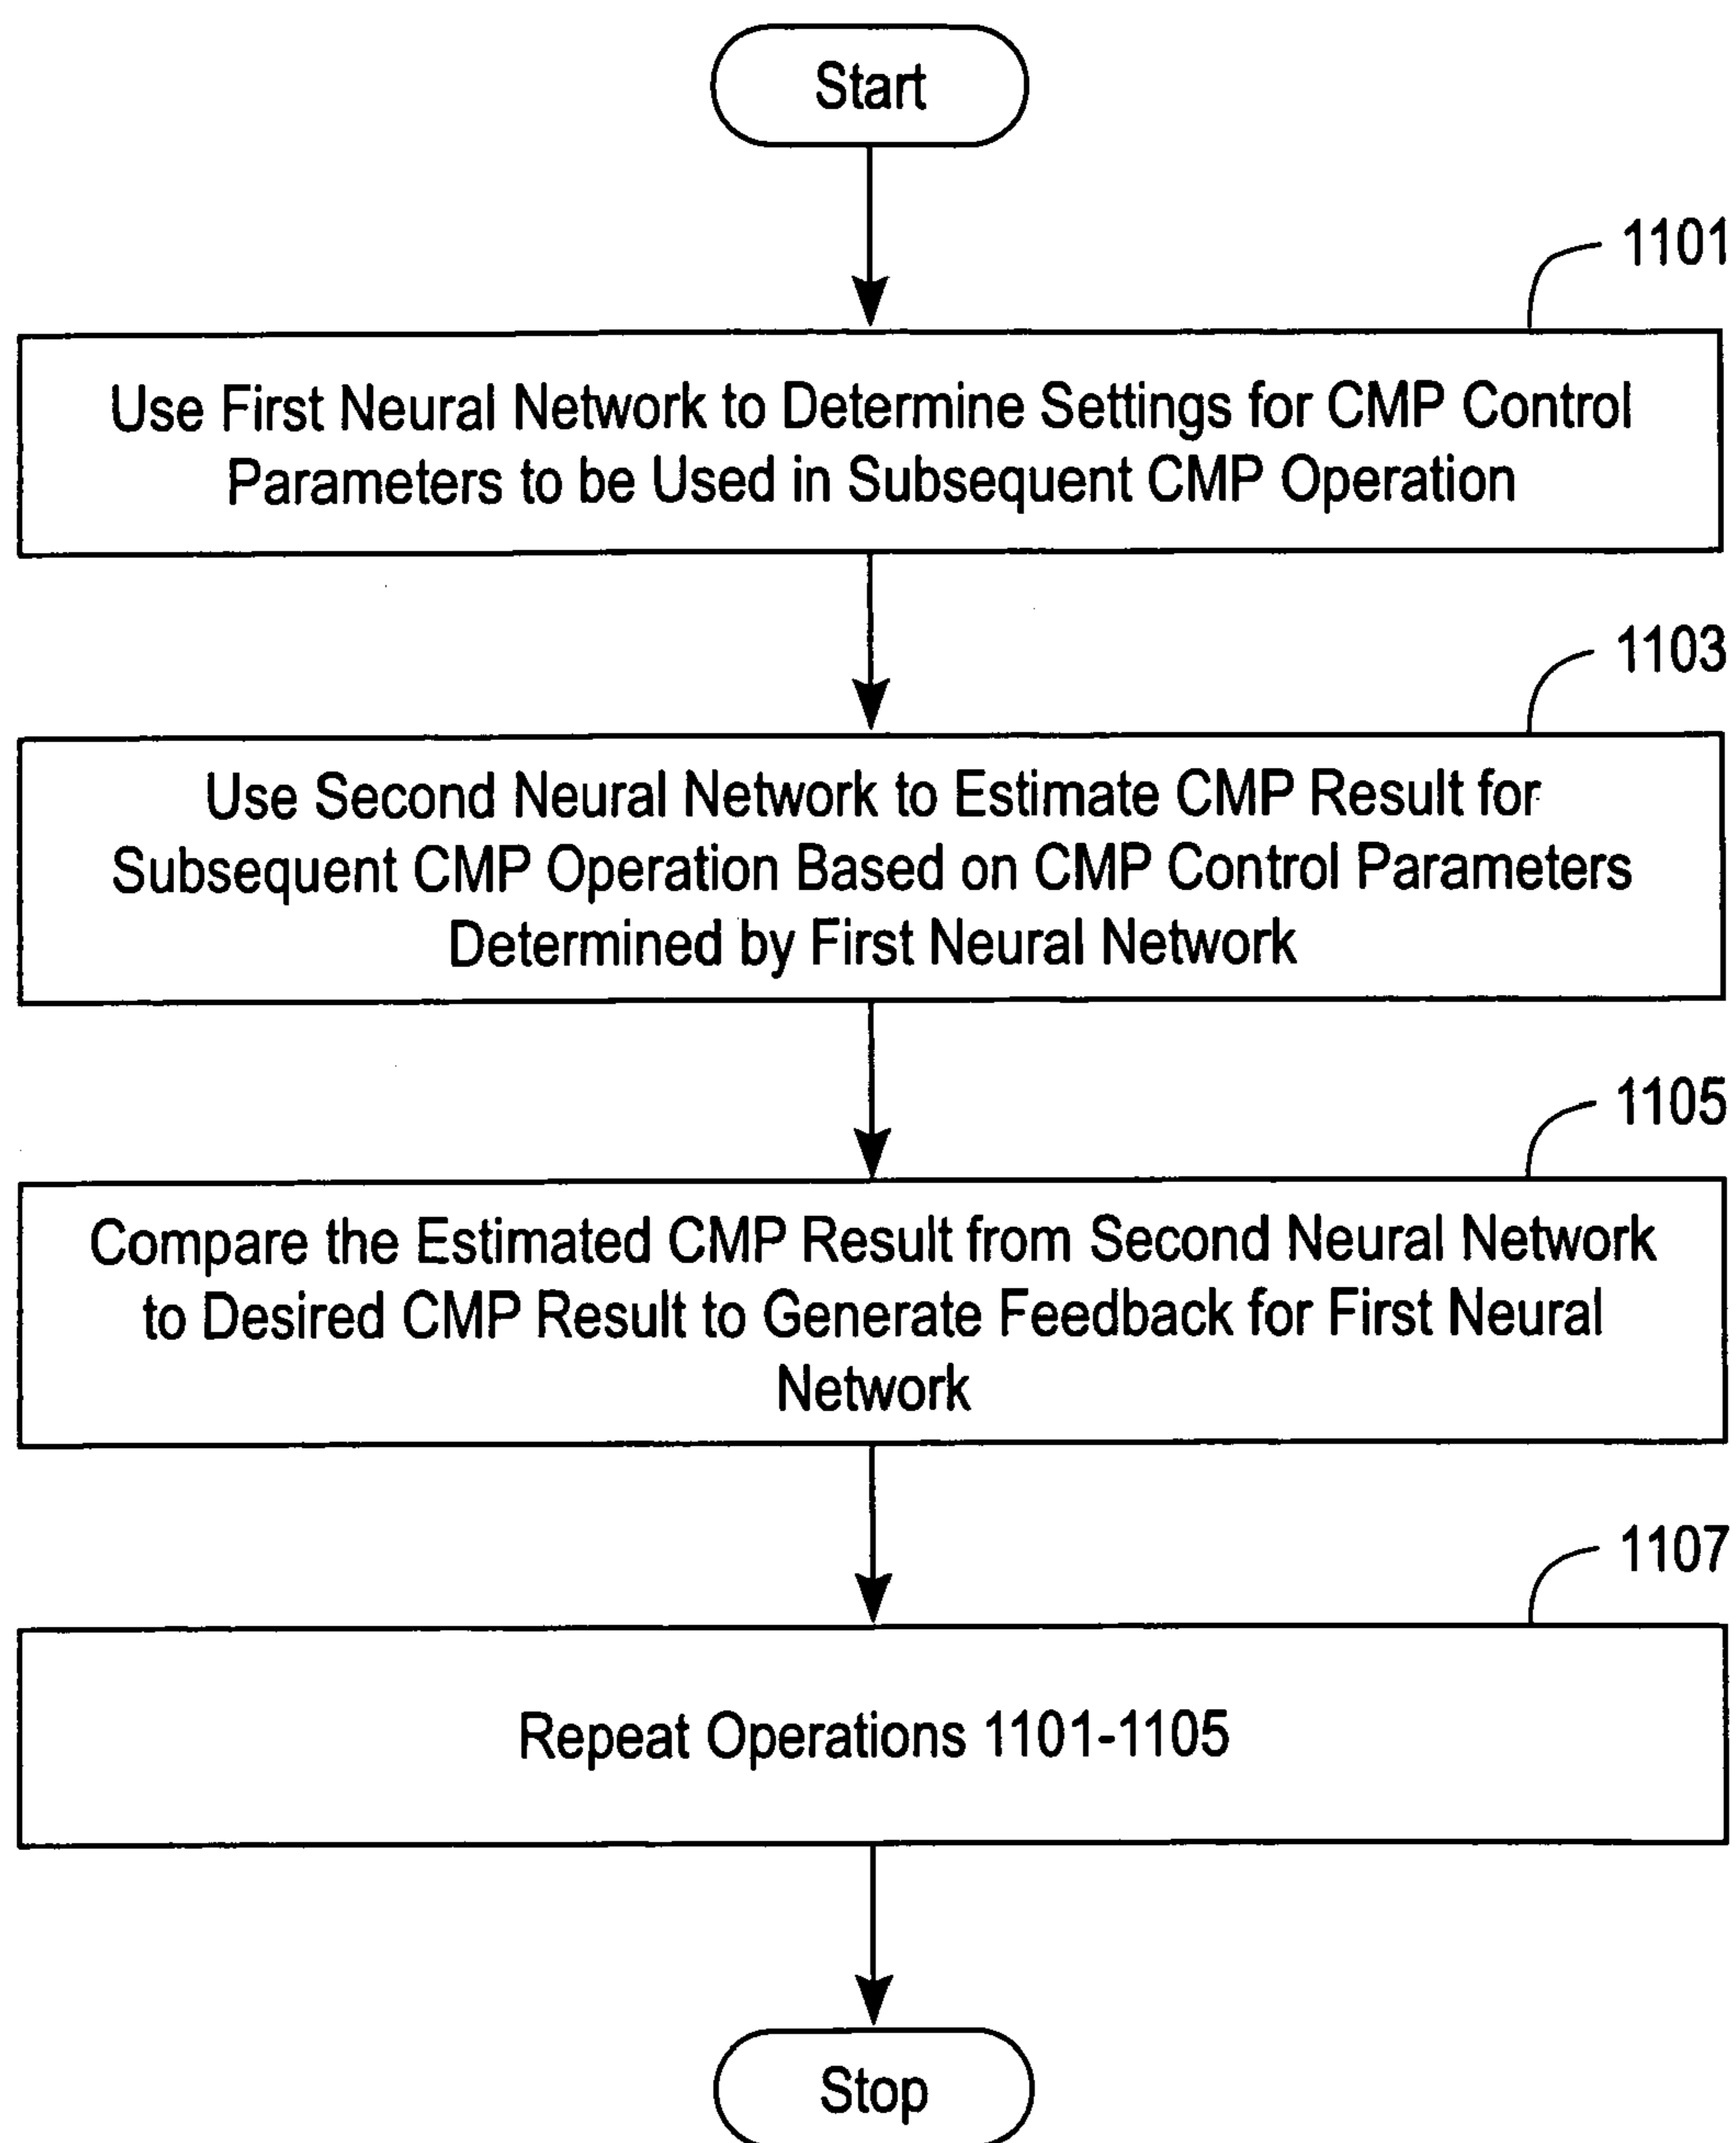 Start
1101
Use First Neural Network to Determine Settings for CMP Control
Parameters to be Used in Subsequent CMP Operation
1103
Use Second Neural Network to Estimate CMP Result for
Subsequent CMP Operation Based on CMP Control Parameters
Determined by First Neural Network
1105
Compare the Estimated CMP Result from Second Neural Network
to Desired CMP Result to Generate Feedback for First Neural
Network
1107
Repeat Operations 1101-1105
Stop